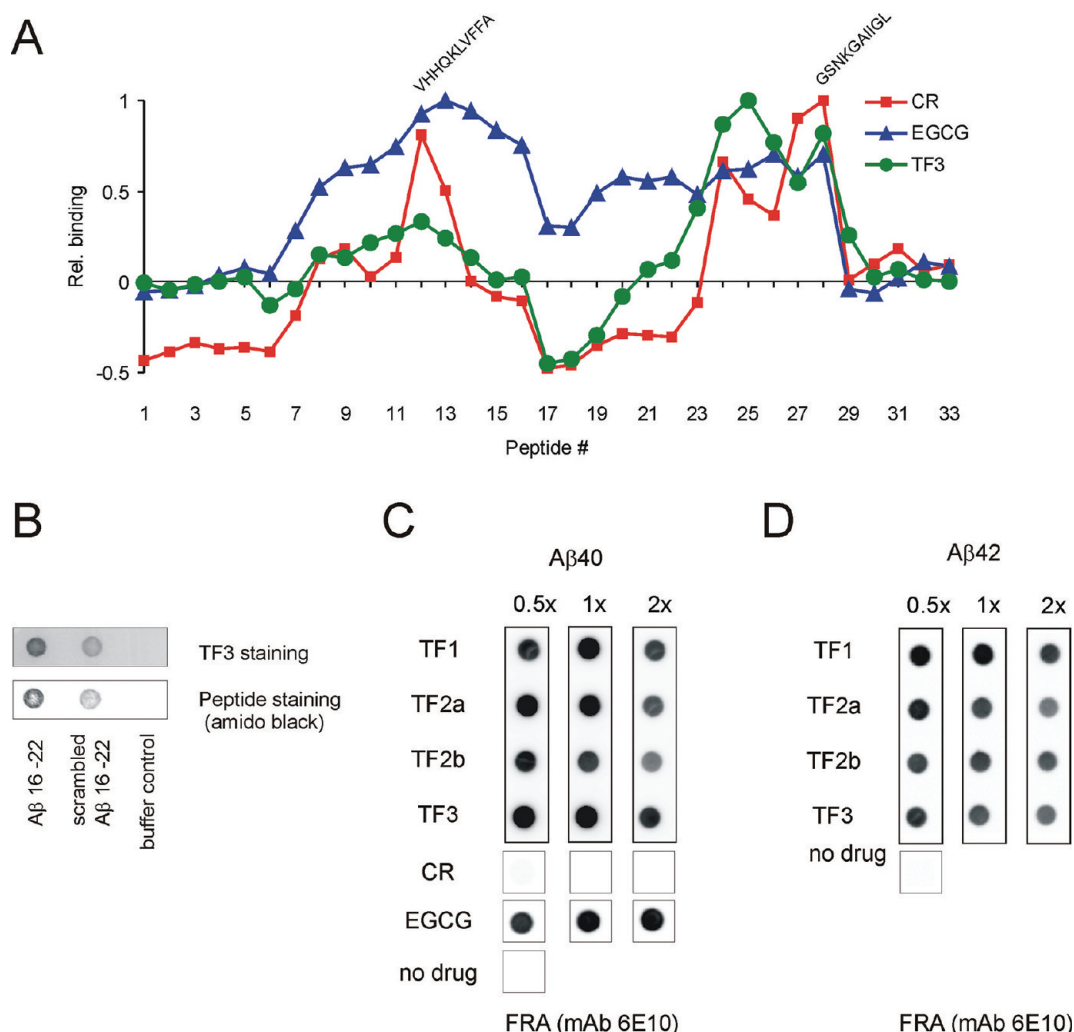 A
VHHQKLVFFA
GSNKGAIIGL
CR
EGCG
TF3
Rel. binding
1
0.5
0
-0.5
1 3 5 7 9 11 13 15 17 19 21 23 25 27 29 31 33
Peptide #
B
TF3 staining
Peptide staining
(amido black)
Aβ 16 -22
scrambled
Aβ 16 -22
buffer control
C
Aβ40
0.5x 1x 2x
TF1
TF2a
TF2b
TF3
CR
EGCG
no drug
FRA (mAb 6E10)
D
Aβ42
0.5x 1x 2x
TF1
TF2a
TF2b
TF3
no drug
FRA (mAb 6E10)